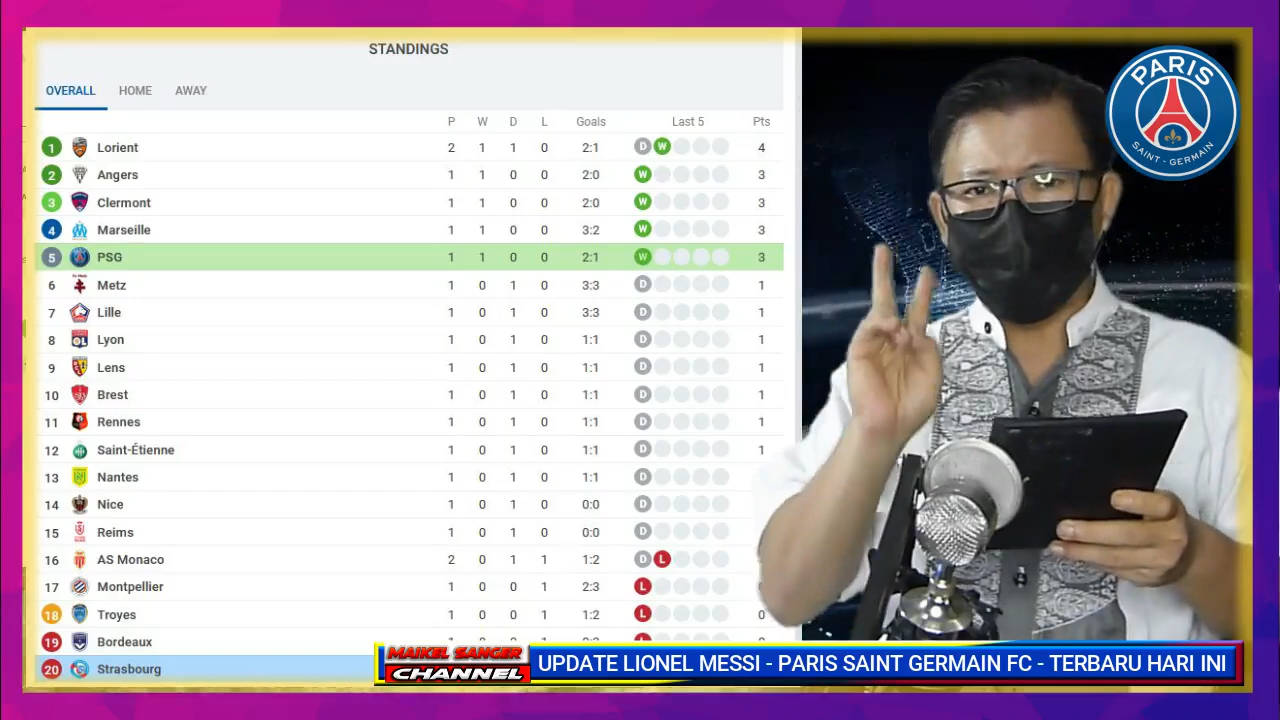 STANDINGS
OVERALL HOME AWAY
P W D L Goals Last 5 Pts
1 Lorient 2 1 1 0 2:1 D W 4
2 Angers 1 1 0 0 2:0 W 3
3 Clermont 1 1 0 0 2:0 W 3
4 Marseille 1 1 0 0 3:2 W 3
5 PSG 1 1 0 0 2:1 W 3
6 Metz 1 0 1 0 3:3 D 1
7 Lille 1 0 1 0 3:3 D 1
8 Lyon 1 0 1 0 1:1 D 1
9 Lens 1 0 1 0 1:1 D 1
10 Brest 1 0 1 0 1:1 D 1
11 Rennes 1 0 1 0 1:1 D 1
12 Saint-Étienne 1 0 1 0 1:1 D 1
13 Nantes 1 0 1 0 1:1 D
14 Nice 1 0 1 0 0:0 D
15 Reims 1 0 1 0 0:0 D
16 AS Monaco 2 0 1 1 1:2 D L
17 Montpellier 1 0 0 1 2:3 L
18 Troyes 1 0 0 1 1:2 L 0
19 Bordeaux
20 Strasbourg
PARIS
SAINT-GERMAIN
MAIKEL SANGER
CHANNEL
UPDATE LIONEL MESSI - PARIS SAINT GERMAIN FC - TERBARU HARI INI